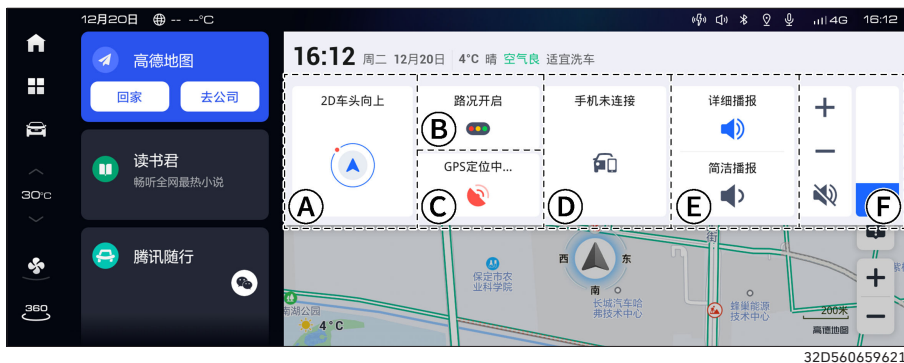 12月20日 -- --°C 4G 16:12
高德地图
回家 去公司
读书君
畅听全网最热小说
腾讯随行
30°C
360
16:12 周二 12月20日 4°C 晴 空气良 适宜洗车
2D车头向上
路况开启
手机未连接
详细播报
GPS定位中...
简洁播报
A
B
C
D
E
F
街
西 东
南
保定市农
业科学院
长城汽车哈
弗技术中心
蜂巢能源
技术中心
4°C
200米
高德地图
32D560659621